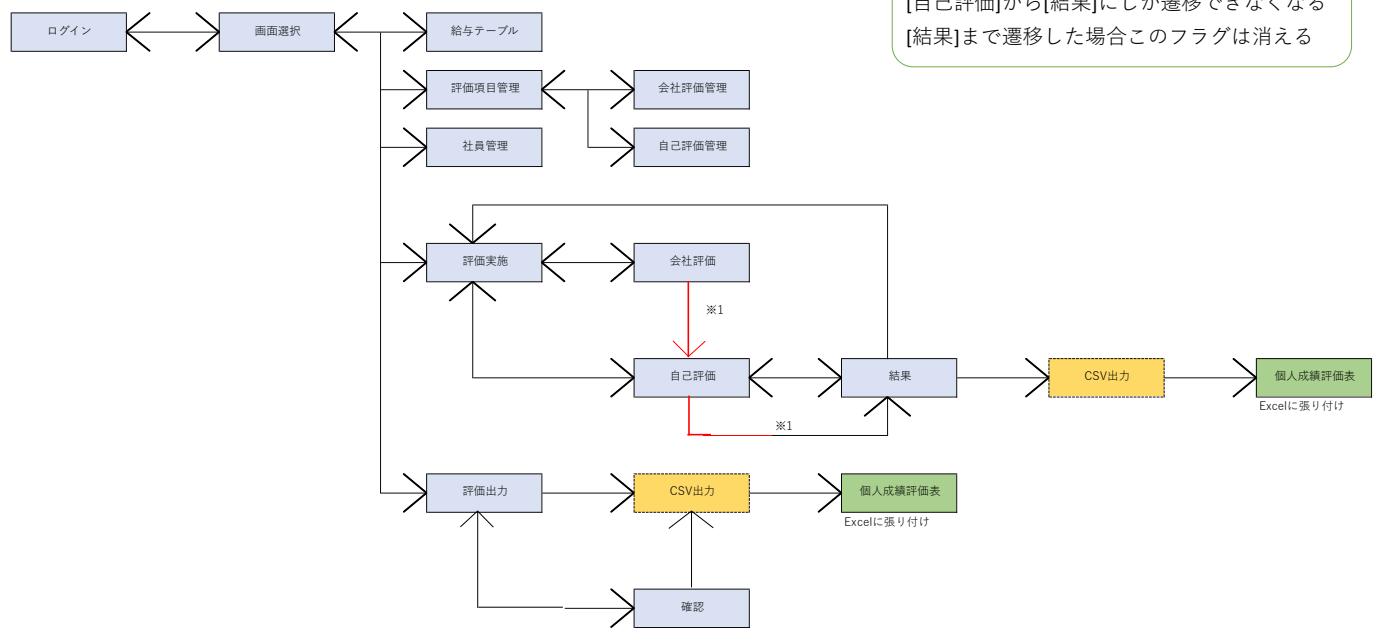 [自己評価]から[結果]にしか遷移できなくなる
[結果]まで遷移した場合このフラグは消える
ログイン
画面選択
給与テーブル
評価項目管理
会社評価管理
社員管理
自己評価管理
評価実施
会社評価
※1
自己評価
結果
CSV出力
個人成績評価表
Excelに張り付け
※1
評価出力
CSV出力
個人成績評価表
Excelに張り付け
確認